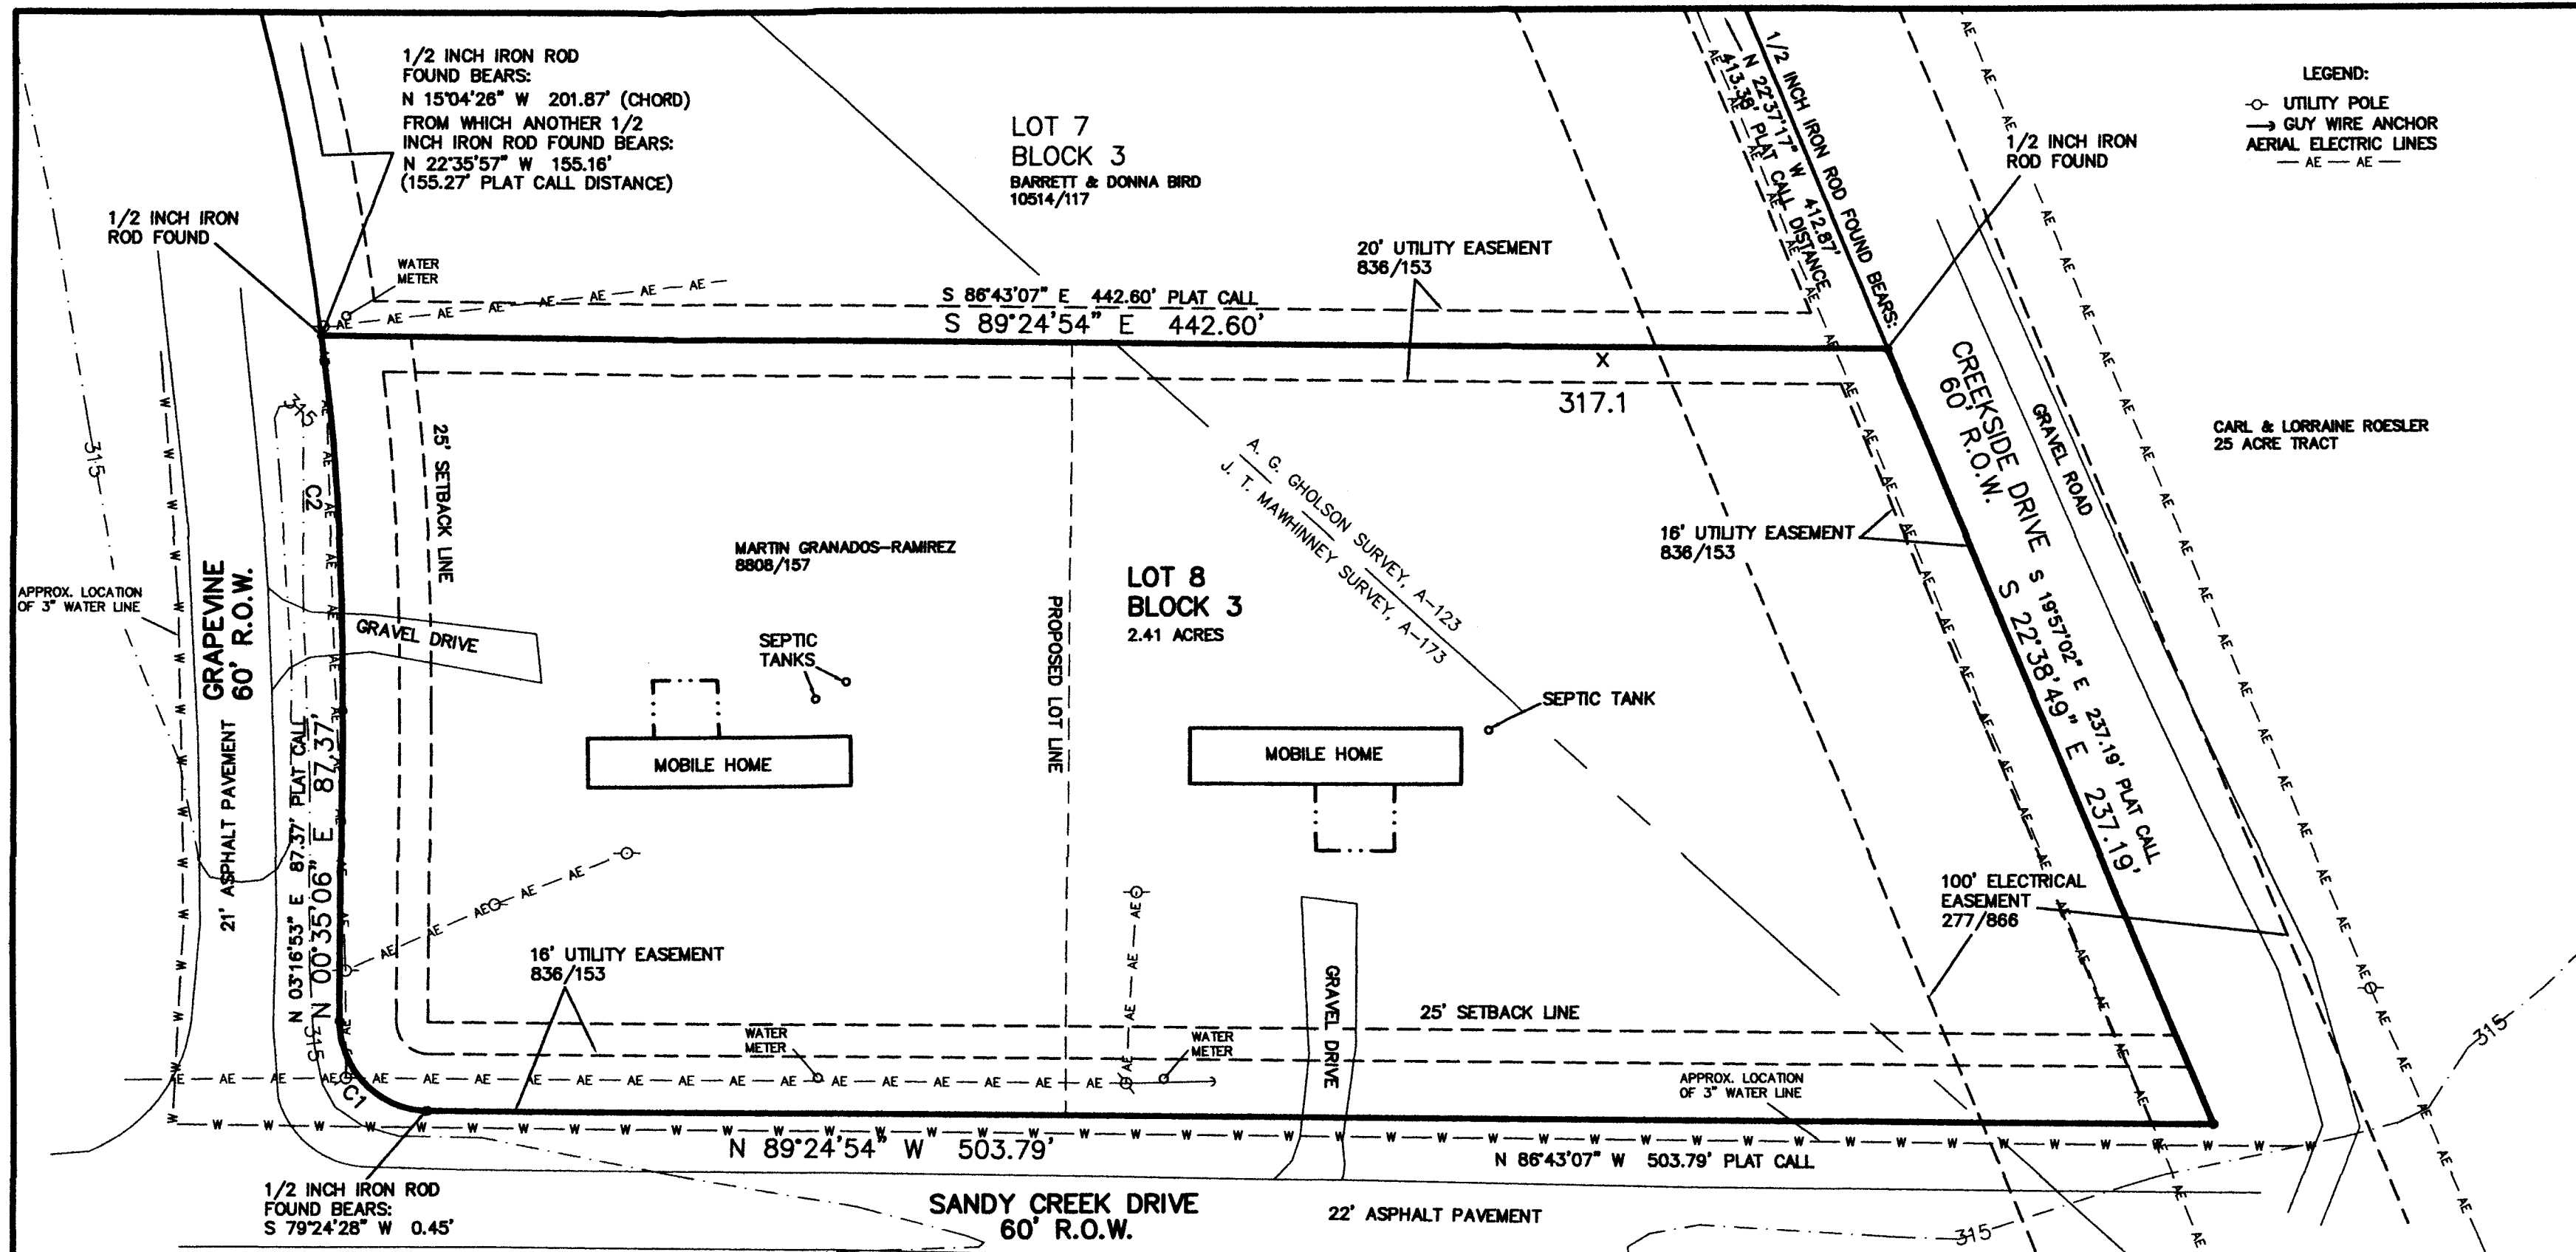 1/2 INCH IRON ROD
FOUND BEARS:
N 15°04'26" W 201.87' (CHORD)
FROM WHICH ANOTHER 1/2
INCH IRON ROD FOUND BEARS:
N 22°35'57" W 155.16'
(155.27' PLAT CALL DISTANCE)
LOT 7
BLOCK 3
BARRETT & DONNA BIRD
10514/117
1/2 INCH IRON ROD FOUND BEARS:
N 22°37'17" W 412.87'
413.38' PLAT CALL DISTANCE
LEGEND:
UTILITY POLE
GUY WIRE ANCHOR
AERIAL ELECTRIC LINES
AE AE
1/2 INCH IRON
ROD FOUND
1/2 INCH IRON
ROD FOUND
WATER
METER
20' UTILITY EASEMENT
836/153
S 86°43'07" E 442.60' PLAT CALL
S 89°24'54" E 442.60'
X
317.1
315
315
C2
25' SETBACK LINE
CREEKSIDE DRIVE
60' R.O.W.
GRAVEL ROAD
CARL & LORRAINE ROESLER
25 ACRE TRACT
A. G. GHOLSON SURVEY, A-123
J. T. MAWHINNEY SURVEY, A-173
16' UTILITY EASEMENT
836/153
S 19°57'02" E 237.19' PLAT CALL
S 22°38'49" E 237.19'
MARTIN GRANADOS-RAMIREZ
8808/157
LOT 8
BLOCK 3
2.41 ACRES
PROPOSED LOT LINE
APPROX. LOCATION
OF 3" WATER LINE
GRAPEVINE
60' R.O.W.
21' ASPHALT PAVEMENT
GRAVEL DRIVE
SEPTIC
TANKS
SEPTIC TANK
MOBILE HOME
MOBILE HOME
N 03°16'53" E 87.37' PLAT CALL
N 00°35'06" E 87.37'
315
100' ELECTRICAL
EASEMENT
277/866
16' UTILITY EASEMENT
836/153
GRAVEL DRIVE
25' SETBACK LINE
WATER
METER
WATER
METER
C1
APPROX. LOCATION
OF 3" WATER LINE
315
N 89°24'54" W 503.79'
N 86°43'07" W 503.79' PLAT CALL
1/2 INCH IRON ROD
FOUND BEARS:
S 79°24'28" W 0.45'
SANDY CREEK DRIVE
60' R.O.W.
22' ASPHALT PAVEMENT
315